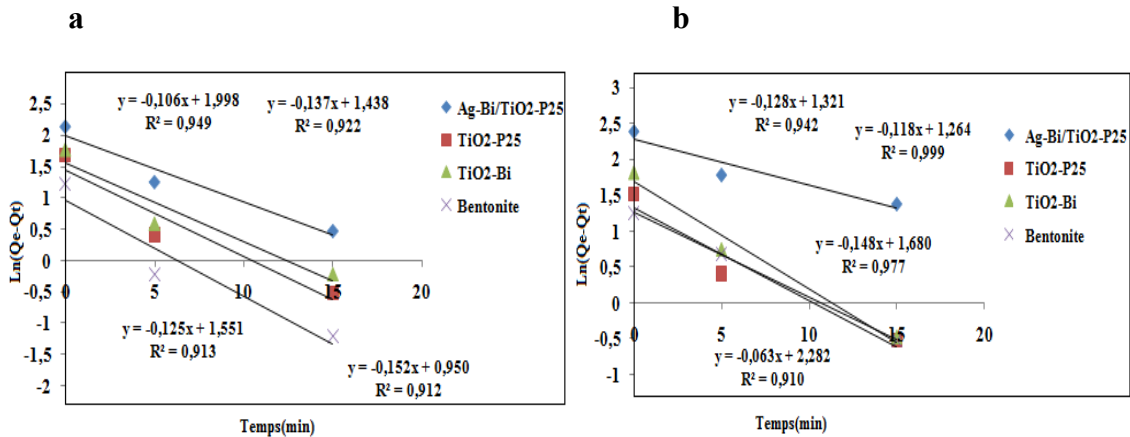 a
y = -0,106x + 1,998
R² = 0,949
y = -0,137x + 1,438
R² = 0,922
y = -0,125x + 1,551
R² = 0,913
y = -0,152x + 0,950
R² = 0,912
Ag-Bi/TiO2-P25
TiO2-P25
TiO2-Bi
Bentonite
2,5
2
1,5
1
0,5
0
-0,5
-1
-1,5
-2
0
5
10
15
20
Ln(Qe-Qt)
Temps(min)
b
y = -0,128x + 1,321
R² = 0,942
y = -0,118x + 1,264
R² = 0,999
y = -0,148x + 1,680
R² = 0,977
y = -0,063x + 2,282
R² = 0,910
Ag-Bi/TiO2-P25
TiO2-P25
TiO2-Bi
Bentonite
3
2.5
2
1.5
1
0,5
0
-0,5
-1
0
5
10
15
20
Ln(Qe-Qt)
Temps(min)